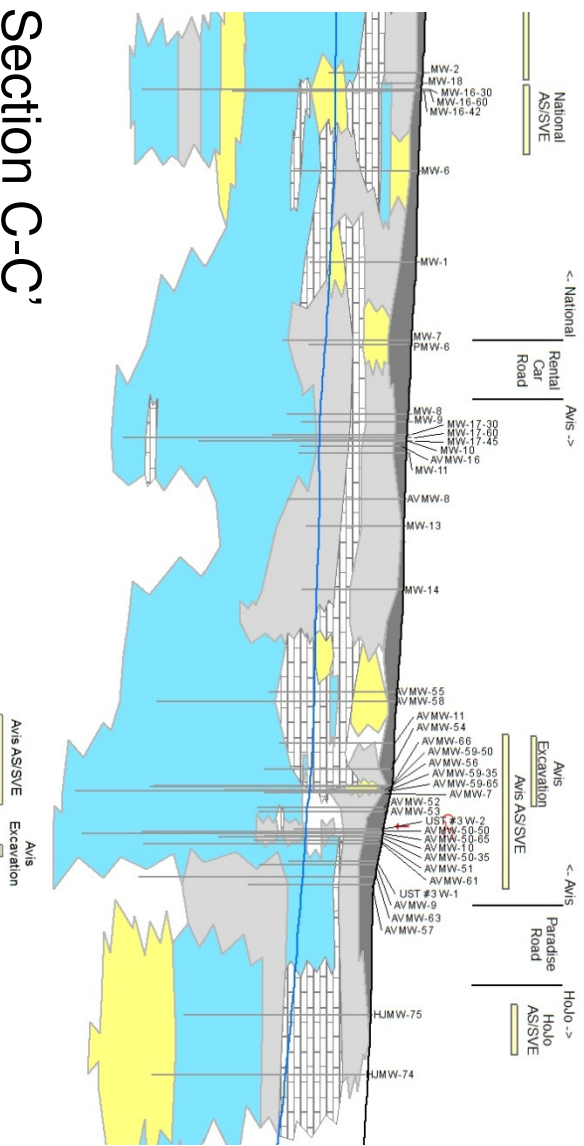 Section C-C'
National
AS/SVE
MW-2
MW-18
MW-16-30
MW-16-60
MW-16-42
MW-6
MW-1
<- National
MW-7
PMW-6
Rental
Car
Road
Avis ->
MW-8
MW-9
MW-17-30
MW-17-60
MW-17-45
MW-10
AVMW-16
MW-11
AVMW-8
MW-13
MW-14
AVMW-55
AVMW-58
AVMW-11
AVMW-54
AVMW-66
AVMW-59-50
AVMW-56
AVMW-59-35
AVMW-59-65
AVMW-7
AVMW-52
AVMW-53
UST #3 W-2
AVMW-50-50
AVMW-50-65
AVMW-10
AVMW-50-35
AVMW-51
AVMW-61
UST #3 W-1
AVMW-9
AVMW-63
AVMW-57
Avis
Excavation
Avis AS/SVE
<- Avis
Paradise
Road
HoJo ->
HoJo
AS/SVE
HJMW-75
HJMW-74
Avis AS/SVE
Avis
Excavation